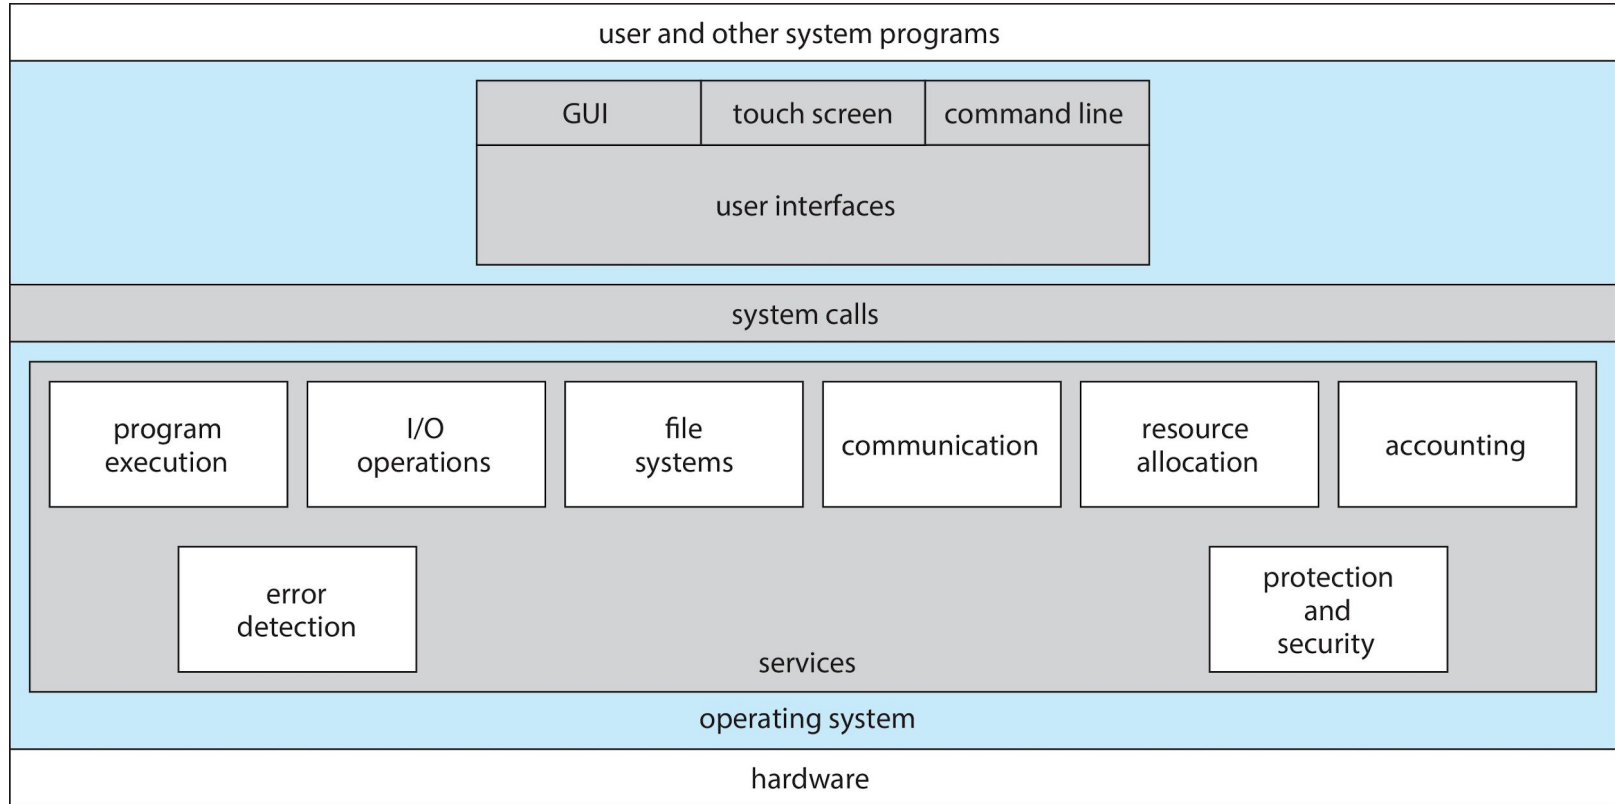 user and other system programs
GUI
touch screen
command line
user interfaces
system calls
program
execution
I/O
operations
file
systems
communication
resource
allocation
accounting
error
detection
protection
and
security
services
operating system
hardware